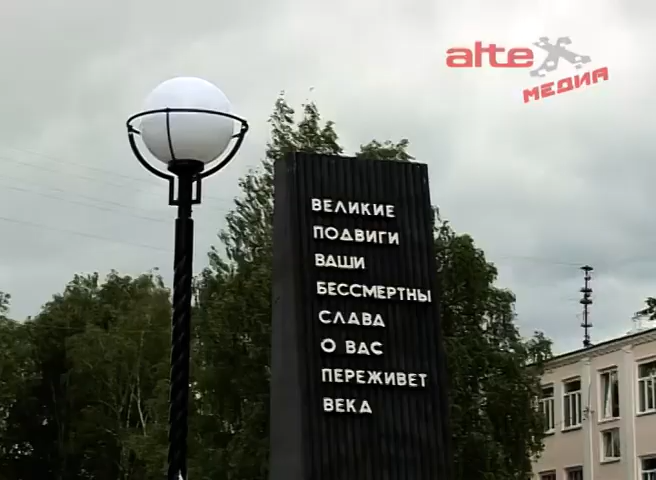 alteX
медиа
ВЕЛИКИЕ
ПОДВИГИ
ВАШИ
БЕССМЕРТНЫ
СЛАВА
О ВАС
ПЕРЕЖИВЕТ
ВЕКА